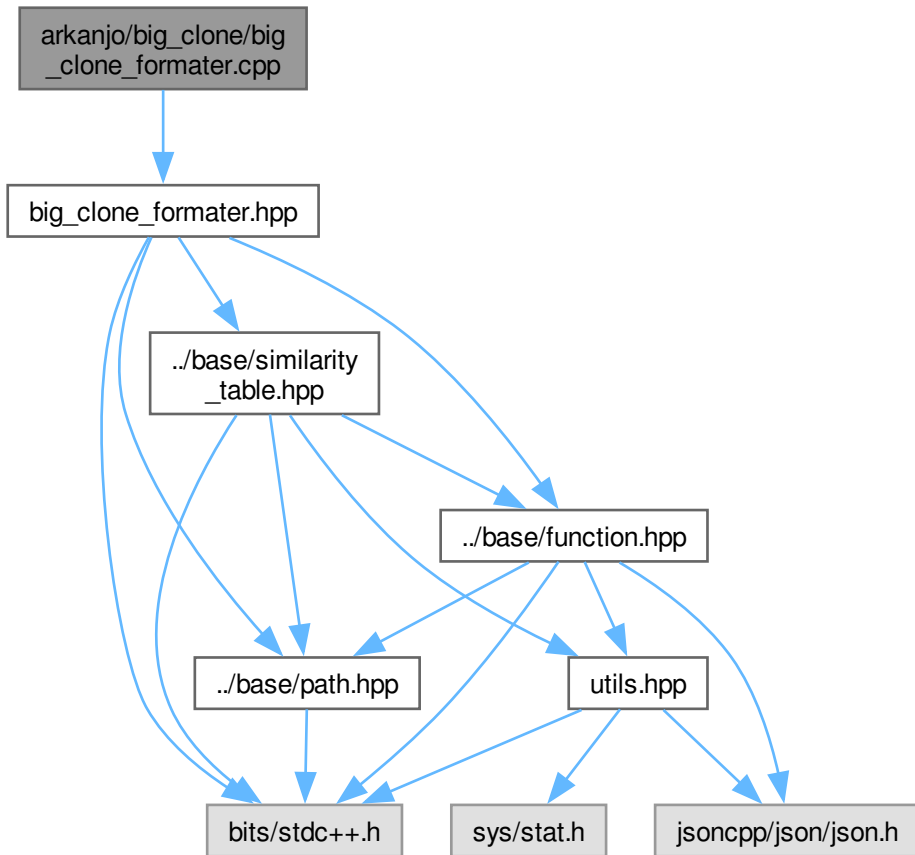 arkanjo/big_clone/big
_clone_formater.cpp
big_clone_formater.hpp
../base/similarity
_table.hpp
../base/function.hpp
../base/path.hpp
utils.hpp
bits/stdc++.h
sys/stat.h
jsoncpp/json/json.h